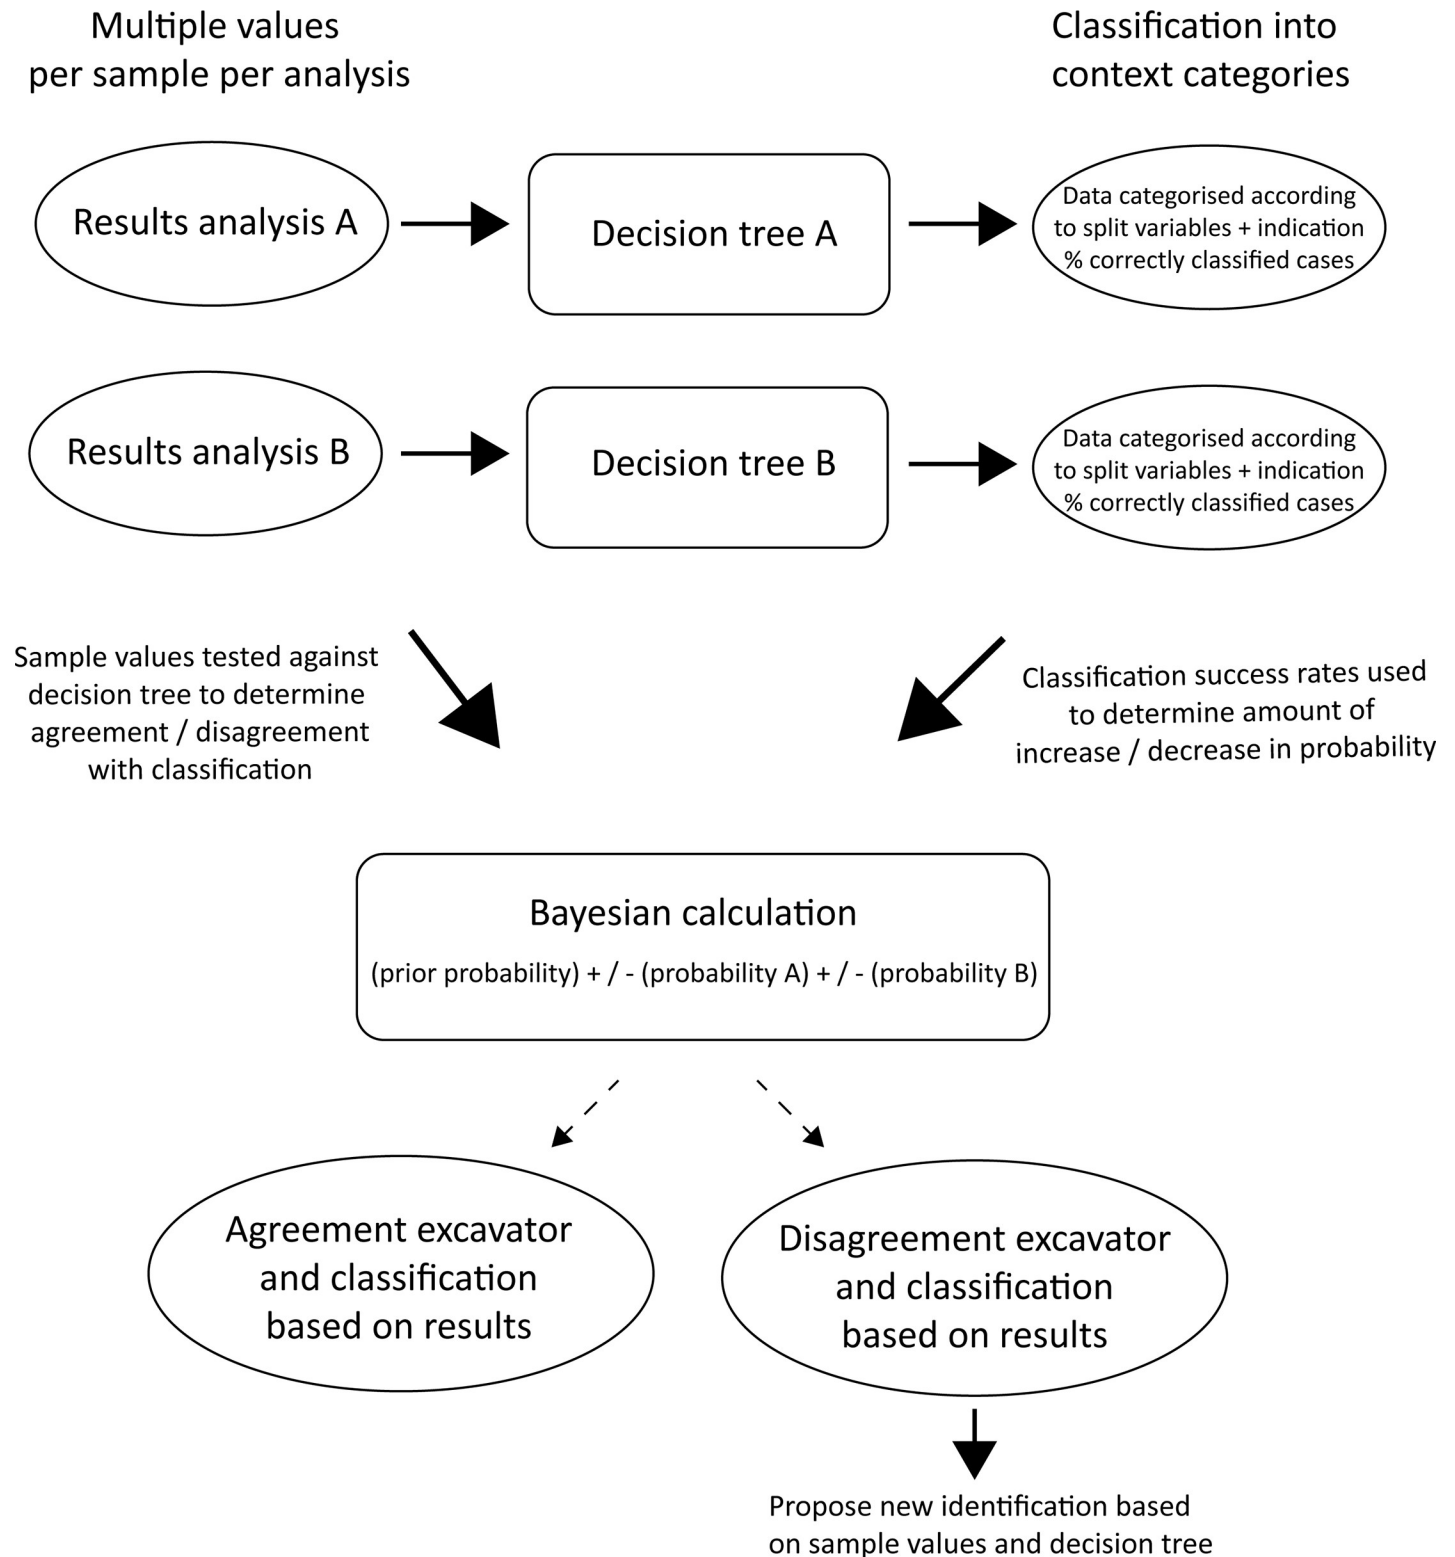 Multiple values
per sample per analysis
Classification into
context categories
Results analysis A
Decision tree A
Data categorised according
to split variables + indication
% correctly classified cases
Results analysis B
Decision tree B
Data categorised according
to split variables + indication
% correctly classified cases
Sample values tested against
decision tree to determine
agreement / disagreement
with classification
Classification success rates used
to determine amount of
increase / decrease in probability
Bayesian calculation
(prior probability) + / - (probability A) + / - (probability B)
Agreement excavator
and classification
based on results
Disagreement excavator
and classification
based on results
Propose new identification based
on sample values and decision tree